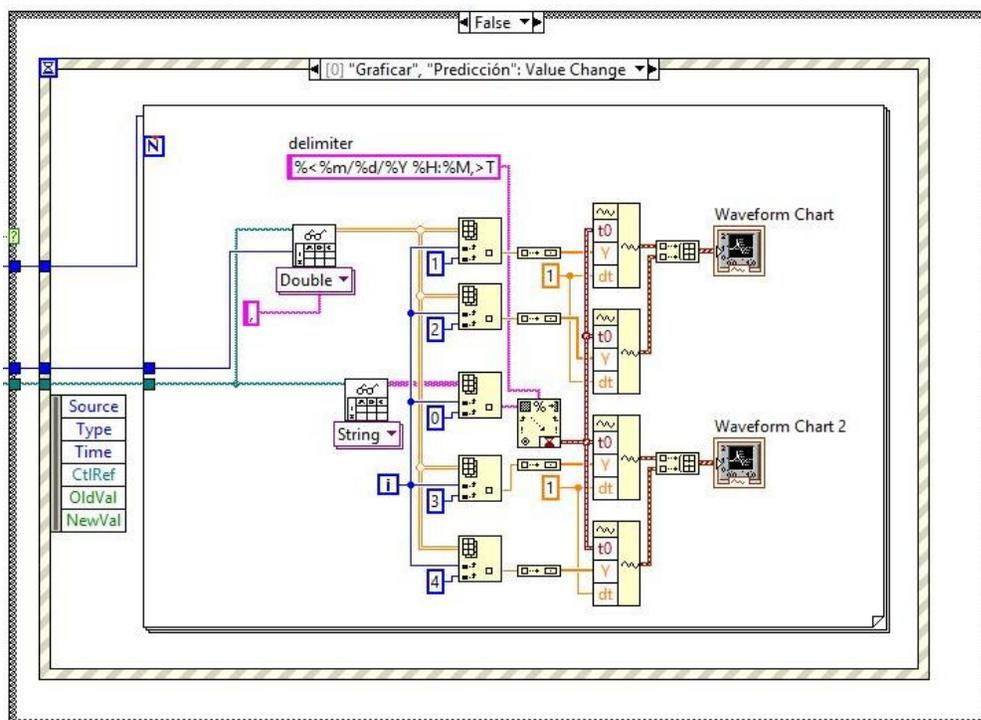 False
[0] "Graficar", "Predicción": Value Change
N
delimiter
%<%m/%d/%Y %H:%M,>T
Waveform Chart
t0
Y
dt
1
1
Double
,
2
t0
Y
dt
0
String
Source
Type
Time
CtlRef
OldVal
NewVal
%
Waveform Chart 2
t0
Y
dt
i
3
1
t0
Y
dt
4